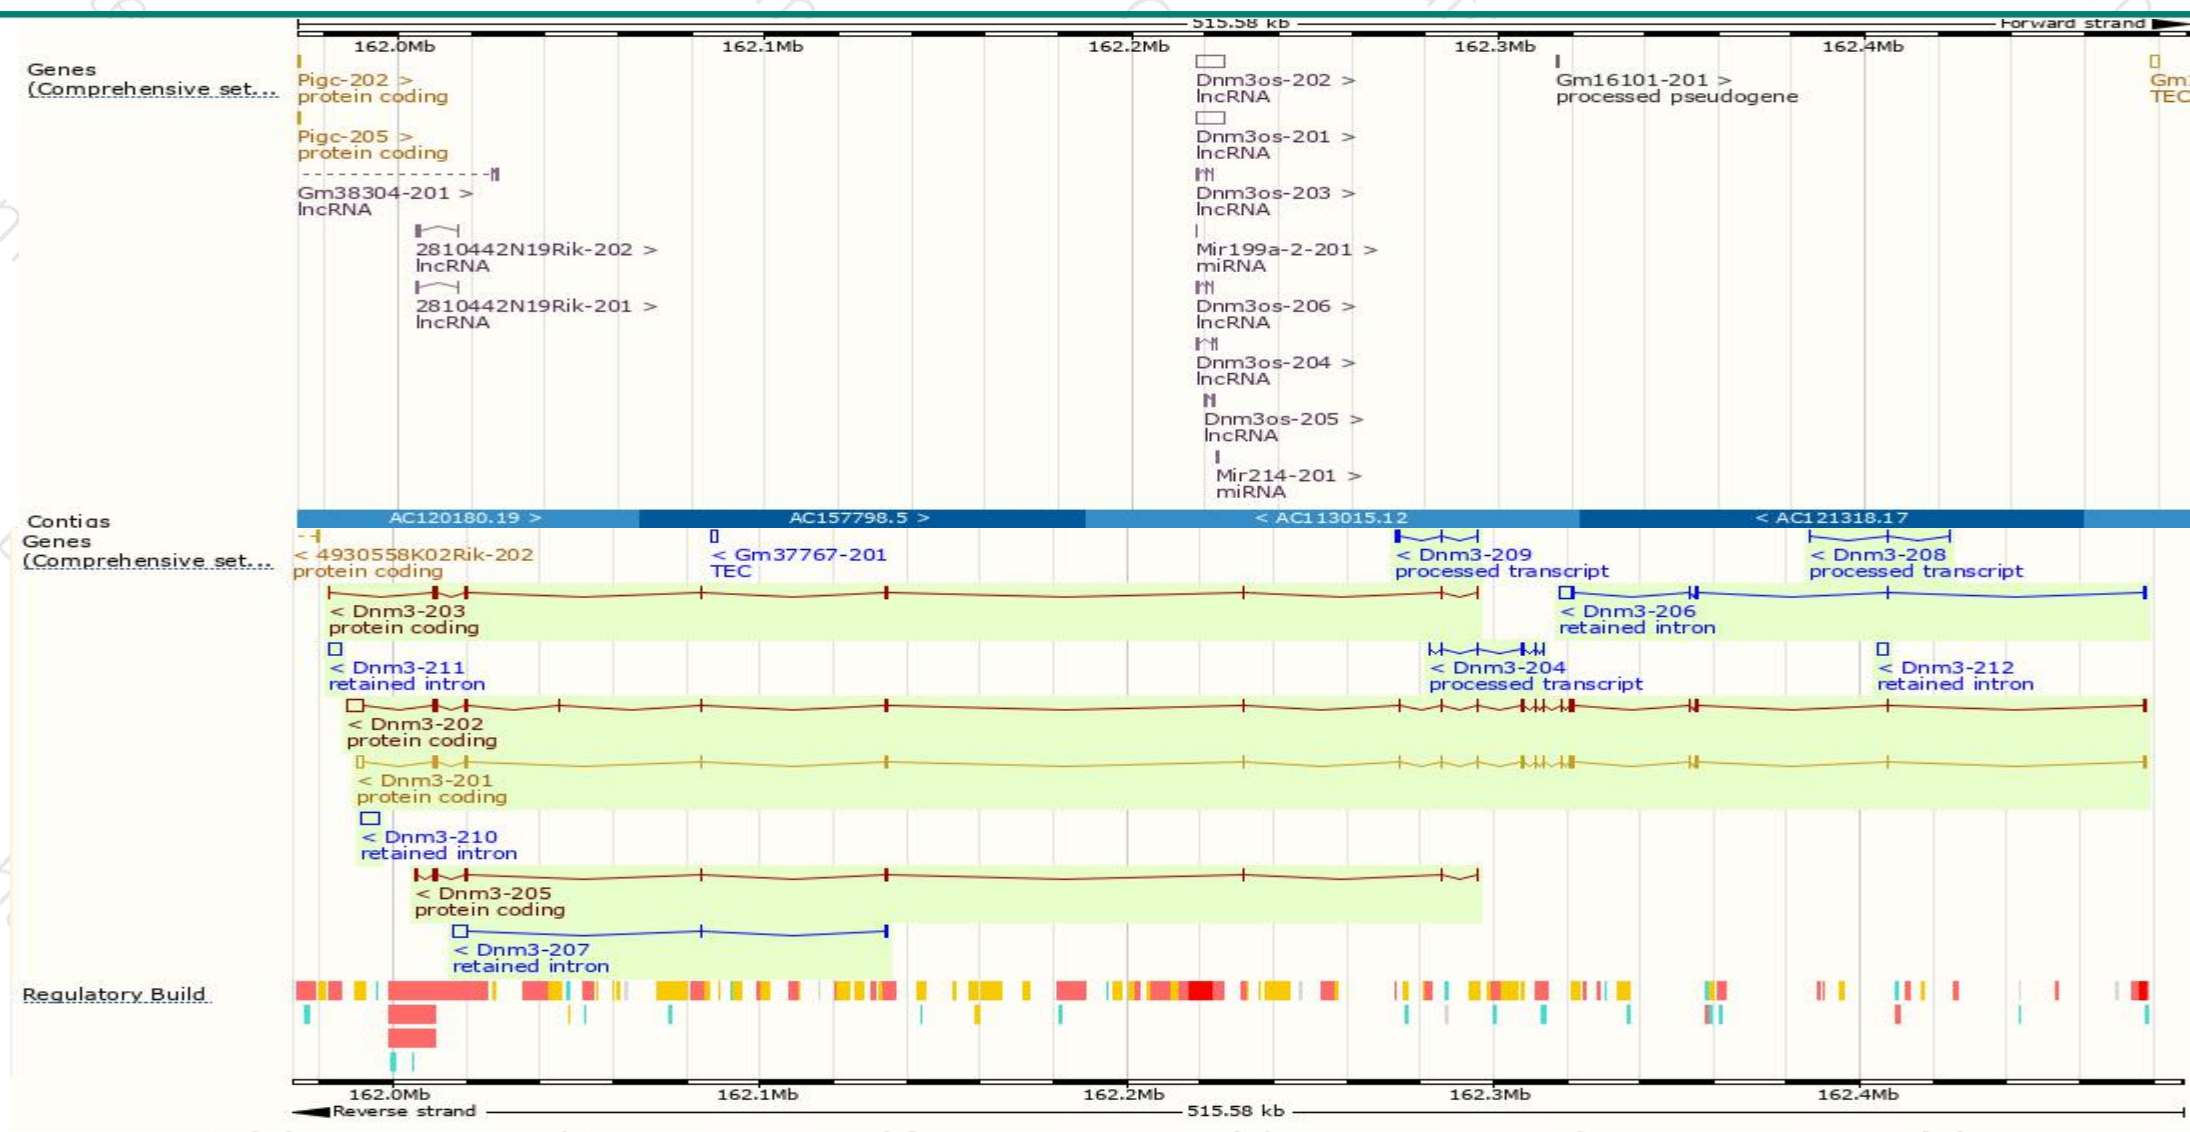 515.58 kb Forward strand
162.0Mb 162.1Mb 162.2Mb 162.3Mb 162.4Mb
Genes
(Comprehensive set...
Pigc-202 >
protein coding
Pigc-205 >
protein coding
Gm38304-201 >
lncRNA
2810442N19Rik-202 >
lncRNA
2810442N19Rik-201 >
lncRNA
Dnm3os-202 >
lncRNA
Dnm3os-201 >
lncRNA
Dnm3os-203 >
lncRNA
Mir199a-2-201 >
miRNA
Dnm3os-206 >
lncRNA
Dnm3os-204 >
lncRNA
Dnm3os-205 >
lncRNA
Mir214-201 >
miRNA
Gm16101-201 >
processed pseudogene
TEC
Contigs
AC120180.19 > AC157798.5 > < AC113015.12 < AC121318.17
Genes
(Comprehensive set...
< 4930558K02Rik-202
protein coding
< Gm37767-201
TEC
< Dnm3-209
processed transcript
< Dnm3-208
processed transcript
< Dnm3-203
protein coding
< Dnm3-206
retained intron
< Dnm3-211
retained intron
< Dnm3-204
processed transcript
< Dnm3-212
retained intron
< Dnm3-202
protein coding
< Dnm3-201
protein coding
< Dnm3-210
retained intron
< Dnm3-205
protein coding
< Dnm3-207
retained intron
Regulatory Build
162.0Mb 162.1Mb 162.2Mb 162.3Mb 162.4Mb
Reverse strand 515.58 kb